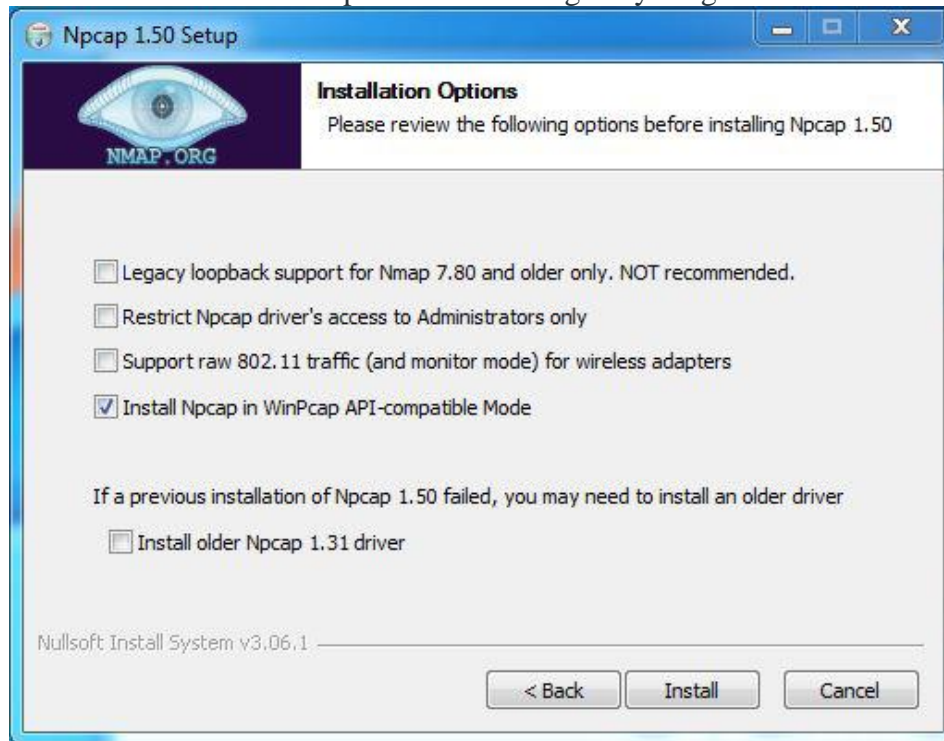 Npcap 1.50 Setup
NMAP.ORG
Installation Options
Please review the following options before installing Npcap 1.50
Legacy loopback support for Nmap 7.80 and older only. NOT recommended.
Restrict Npcap driver's access to Administrators only
Support raw 802.11 traffic (and monitor mode) for wireless adapters
Install Npcap in WinPcap API-compatible Mode
If a previous installation of Npcap 1.50 failed, you may need to install an older driver
Install older Npcap 1.31 driver
Nullsoft Install System v3.06.1
< Back Install Cancel